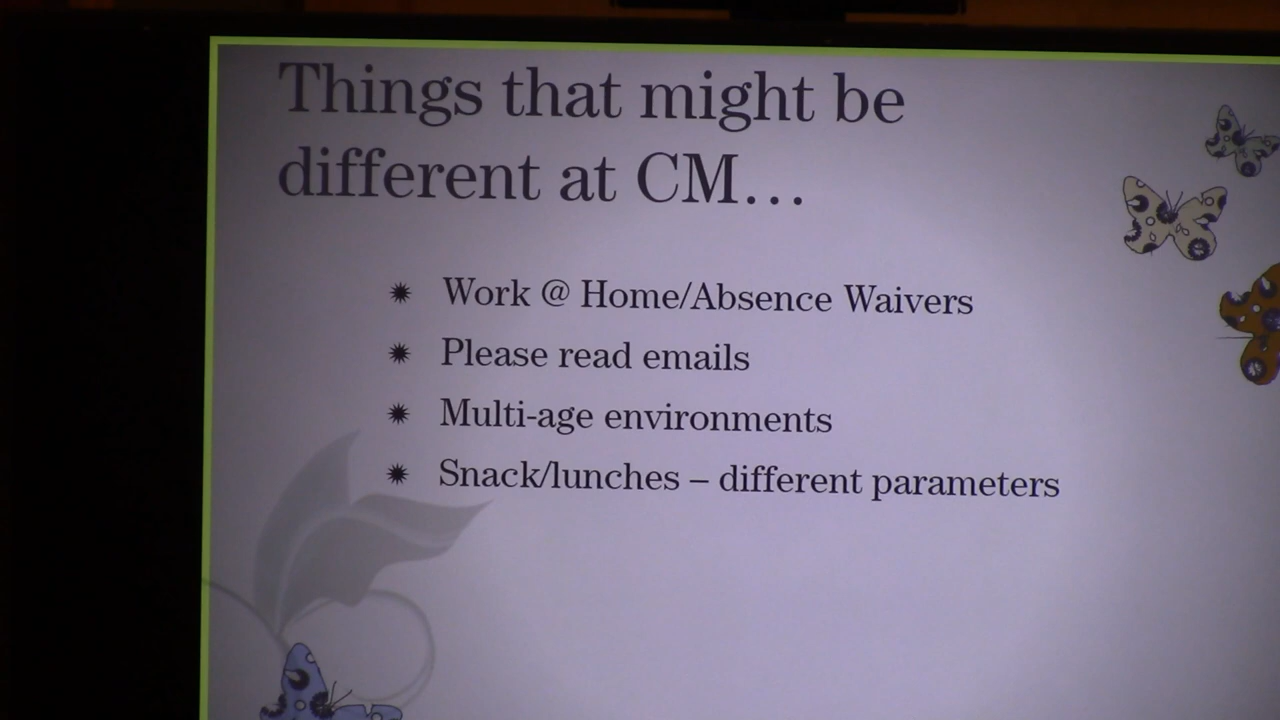 Things that might be
different at CM...
Work @ Home/Absence Waivers
Please read emails
Multi-age environments
Snack/lunches – different parameters